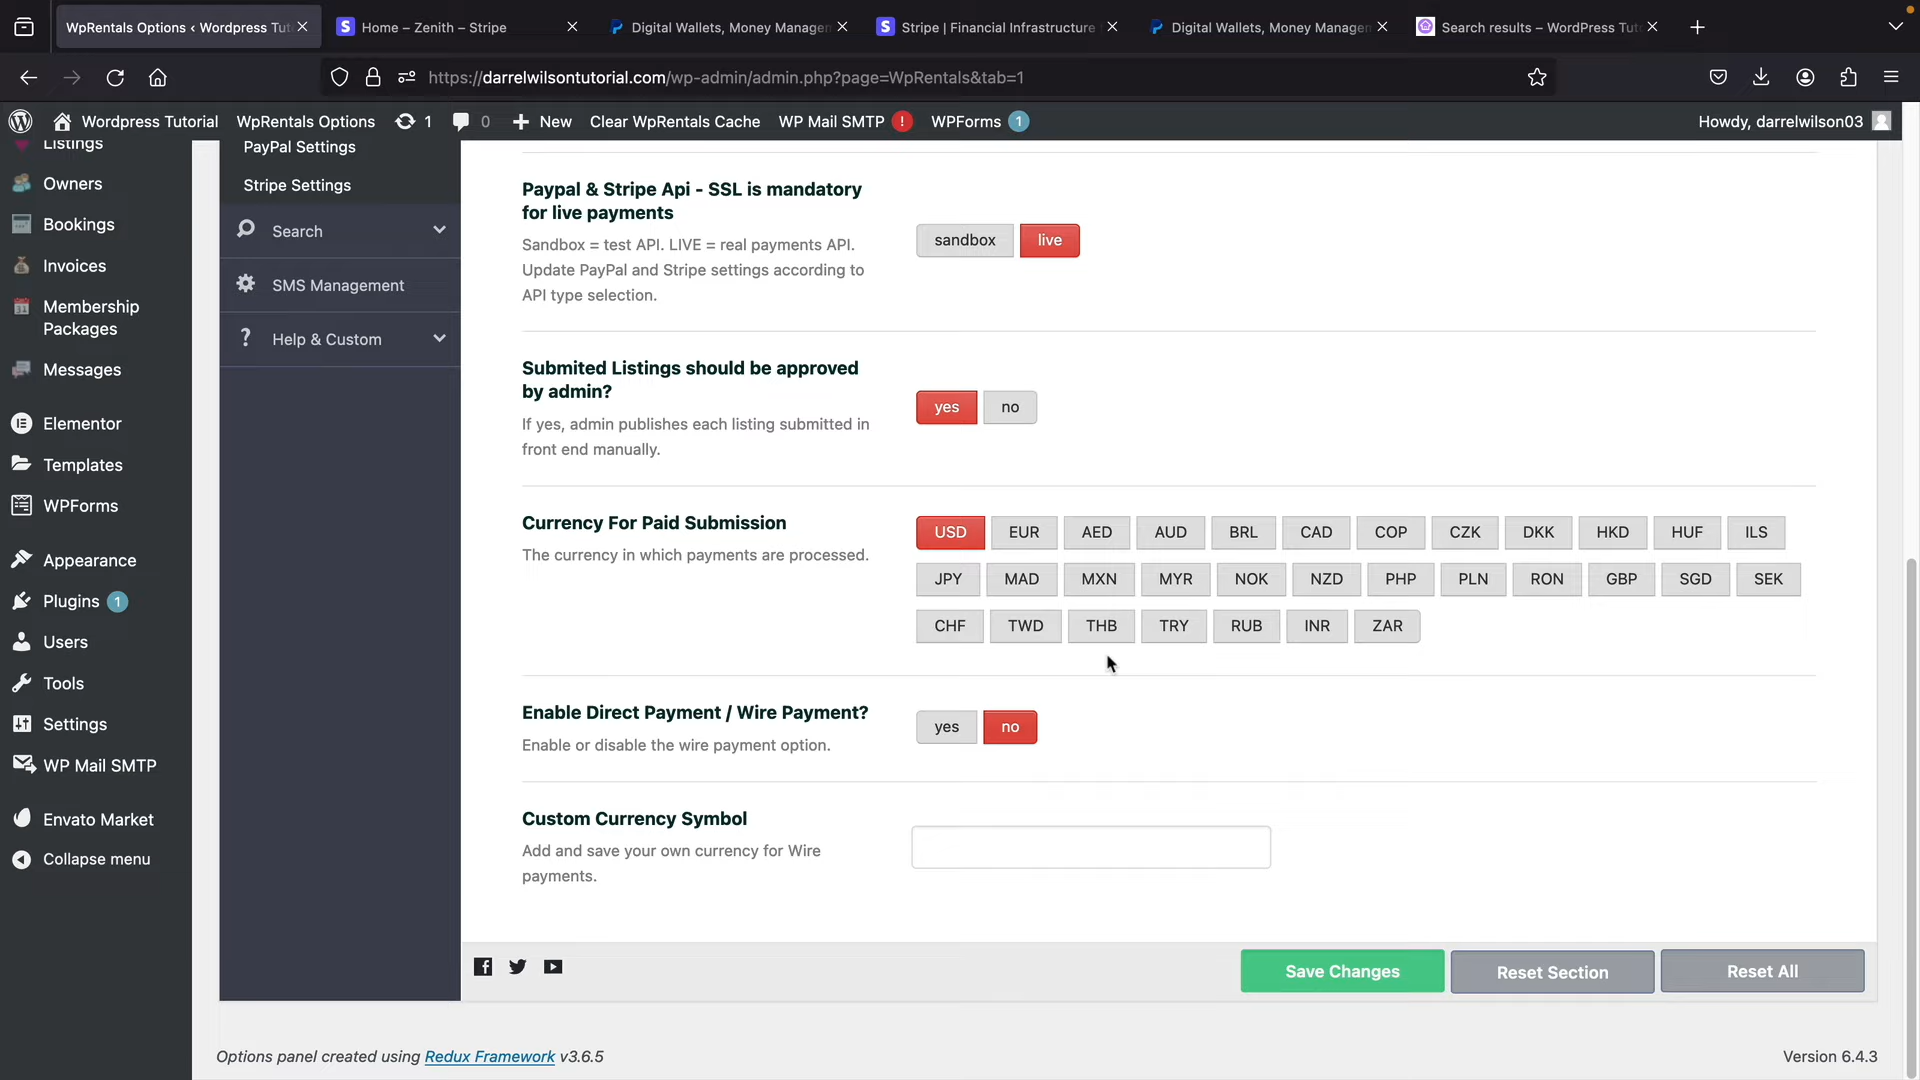 WpRentals Options ‹ Wordpress Tut
Home – Zenith – Stripe
Digital Wallets, Money Managem
Stripe | Financial Infrastructure
Digital Wallets, Money Managem
Search results – WordPress Tuto
https://darrelwilsontutorial.com/wp-admin/admin.php?page=WpRentals&tab=1
Wordpress Tutorial
WpRentals Options
1
0
New
Clear WpRentals Cache
WP Mail SMTP
!
WPForms
1
Howdy, darrelwilson03
Listings
Owners
Bookings
Invoices
Membership
Packages
Messages
Elementor
Templates
WPForms
Appearance
Plugins 1
Users
Tools
Settings
WP Mail SMTP
Envato Market
Collapse menu
PayPal Settings
Stripe Settings
Search
SMS Management
? Help & Custom
Paypal & Stripe Api - SSL is mandatory
for live payments
Sandbox = test API. LIVE = real payments API.
Update PayPal and Stripe settings according to
API type selection.
sandbox live
Submited Listings should be approved
by admin?
If yes, admin publishes each listing submitted in
front end manually.
yes no
Currency For Paid Submission
The currency in which payments are processed.
USD EUR AED AUD BRL CAD COP CZK DKK HKD HUF ILS
JPY MAD MXN MYR NOK NZD PHP PLN RON GBP SGD SEK
CHF TWD THB TRY RUB INR ZAR
Enable Direct Payment / Wire Payment?
Enable or disable the wire payment option.
yes no
Custom Currency Symbol
Add and save your own currency for Wire
payments.
Save Changes
Reset Section
Reset All
Options panel created using Redux Framework v3.6.5
Version 6.4.3